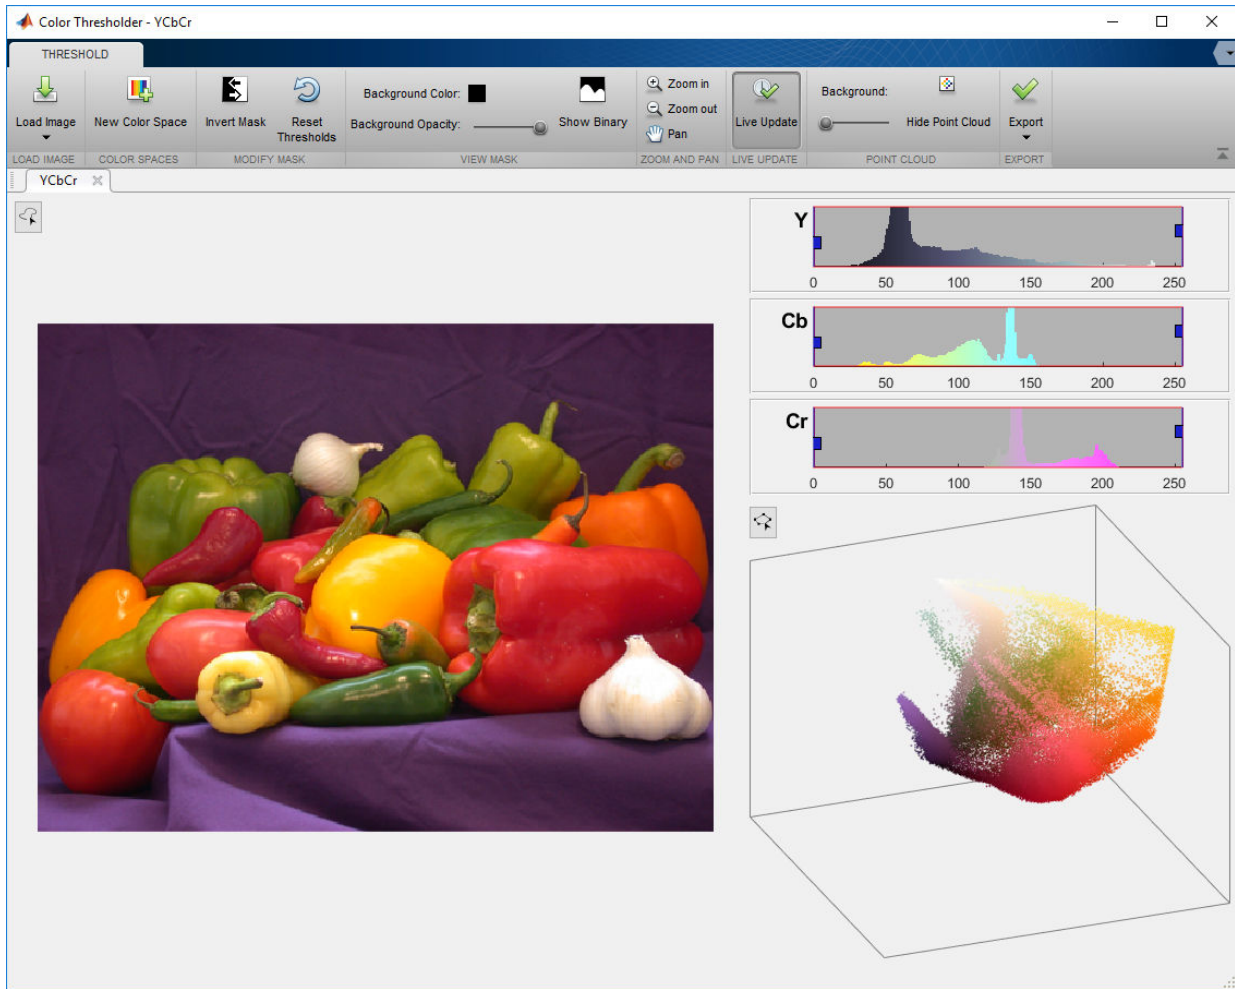 Color Thresholder - YCbCr
THRESHOLD
Load Image
New Color Space
Invert Mask
Reset
Thresholds
Background Color:
Background Opacity:
Show Binary
Zoom in
Zoom out
Pan
Live Update
Background:
Hide Point Cloud
Export
LOAD IMAGE
COLOR SPACES
MODIFY MASK
VIEW MASK
ZOOM AND PAN
LIVE UPDATE
POINT CLOUD
EXPORT
YCbCr
Y
0 50 100 150 200 250
Cb
0 50 100 150 200 250
Cr
0 50 100 150 200 250